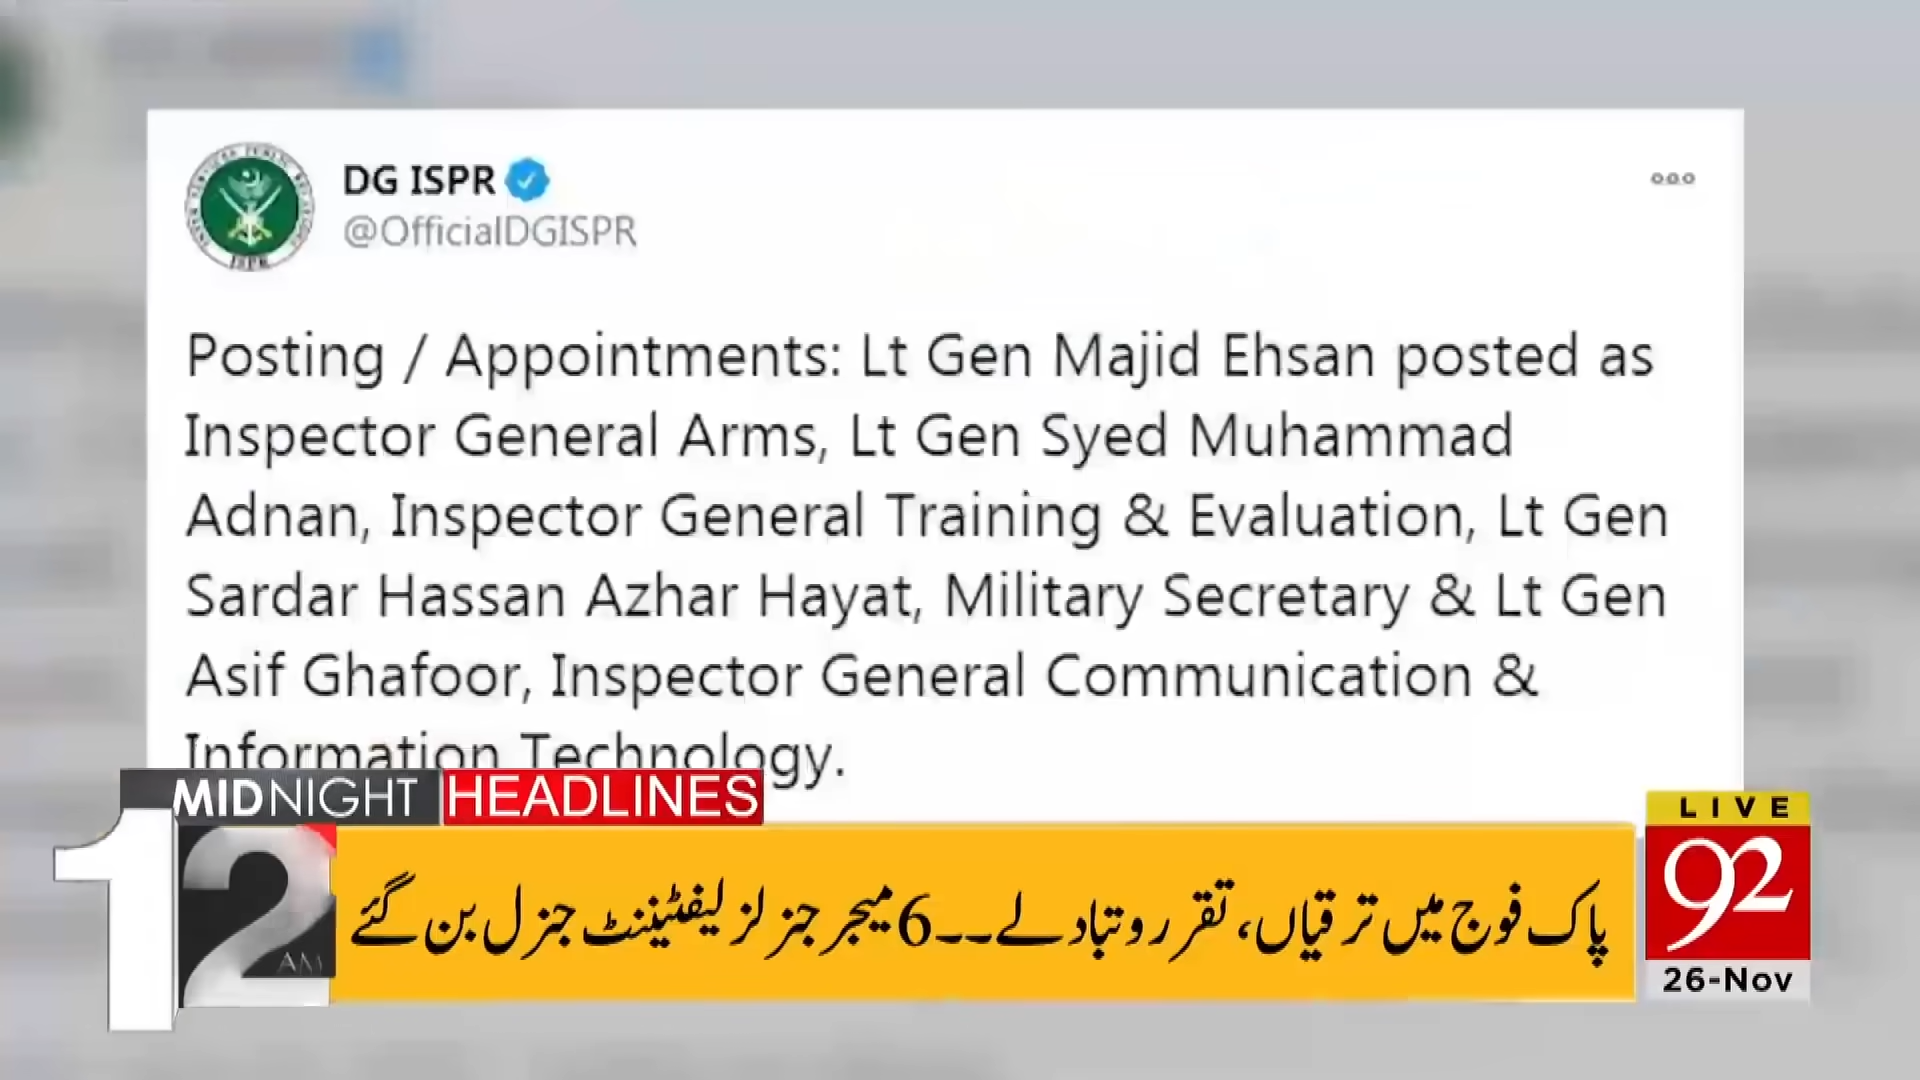 DG ISPR
@OfficialDGISPR
Posting / Appointments: Lt Gen Majid Ehsan posted as
Inspector General Arms, Lt Gen Syed Muhammad
Adnan, Inspector General Training & Evaluation, Lt Gen
Sardar Hassan Azhar Hayat, Military Secretary & Lt Gen
Asif Ghafoor, Inspector General Communication &
Information Technology.
MIDNIGHT HEADLINES
12 AM
پاک فوج میں ترقیاں، تقرر و تبادلے۔۔6 میجر جنرلز لیفٹیننٹ جنرل بن گئے
LIVE
92
26-Nov
ISPR